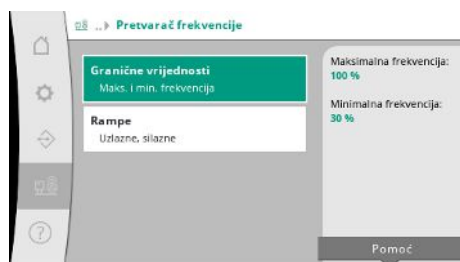 ..▸ Pretvarač frekvencije
Granične vrijednosti
Maks. i min. frekvencija
Rampe
Uzlazne, silazne
Maksimalna frekvencija:
100 %
Minimalna frekvencija:
30 %
?
Pomoć